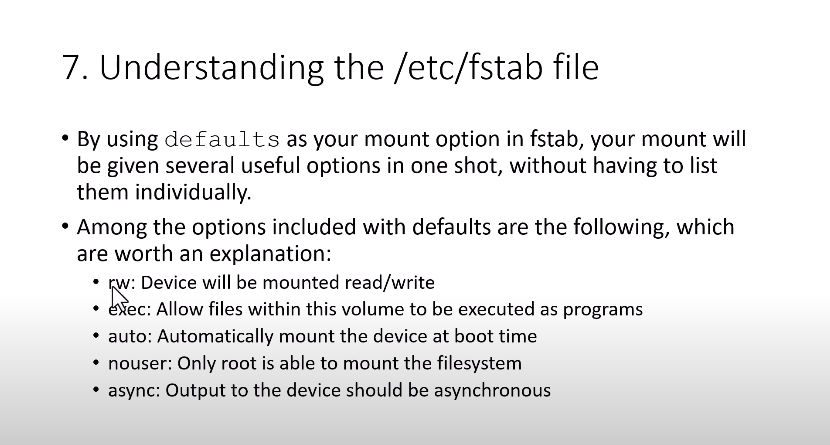 7. Understanding the /etc/fstab file
• By using defaults as your mount option in fstab, your mount will
be given several useful options in one shot, without having to list
them individually.
• Among the options included with defaults are the following, which
are worth an explanation:
• rw: Device will be mounted read/write
• exec: Allow files within this volume to be executed as programs
• auto: Automatically mount the device at boot time
• nouser: Only root is able to mount the filesystem
• async: Output to the device should be asynchronous